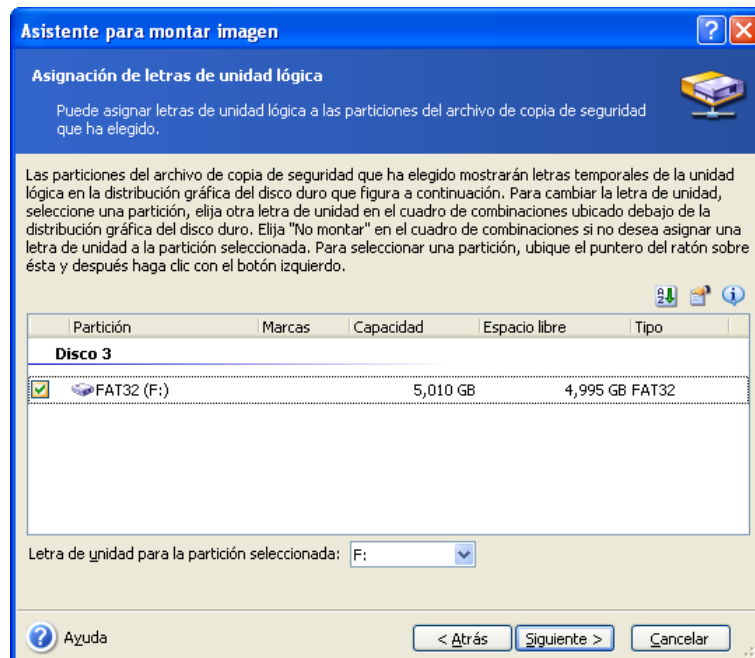 Asistente para montar imagen
Asignación de letras de unidad lógica
Puede asignar letras de unidad lógica a las particiones del archivo de copia de seguridad
que ha elegido.
Las particiones del archivo de copia de seguridad que ha elegido mostrarán letras temporales de la unidad
lógica en la distribución gráfica del disco duro que figura a continuación. Para cambiar la letra de unidad,
seleccione una partición, elija otra letra de unidad en el cuadro de combinaciones ubicado debajo de la
distribución gráfica del disco duro. Elija "No montar" en el cuadro de combinaciones si no desea asignar una
letra de unidad a la partición seleccionada. Para seleccionar una partición, ubique el puntero del ratón sobre
ésta y después haga clic con el botón izquierdo.
Partición Marcas Capacidad Espacio libre Tipo
Disco 3
FAT32 (F:) 5,010 GB 4,995 GB FAT32
Letra de unidad para la partición seleccionada: F:
Ayuda < Atrás Siguiente > Cancelar